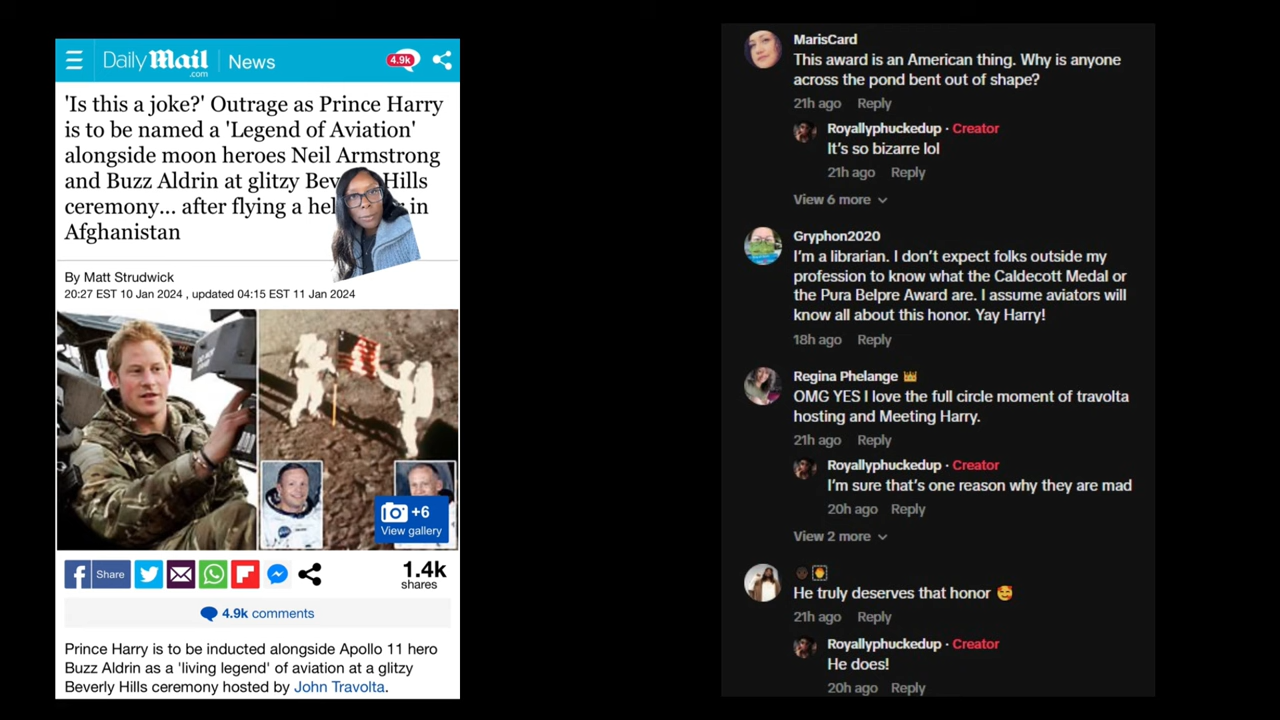 Daily Mail .com News 4.9k
'Is this a joke?' Outrage as Prince Harry
is to be named a 'Legend of Aviation'
alongside moon heroes Neil Armstrong
and Buzz Aldrin at glitzy Hills
ceremony... after flying a in
Afghanistan
By Matt Strudwick
20:27 EST 10 Jan 2024 , updated 04:15 EST 11 Jan 2024
+6
View gallery
Share
1.4k
shares
4.9k comments
Prince Harry is to be inducted alongside Apollo 11 hero
Buzz Aldrin as a 'living legend' of aviation at a glitzy
Beverly Hills ceremony hosted by John Travolta.
MarisCard
This award is an American thing. Why is anyone
across the pond bent out of shape?
21h ago Reply
Royallyphuckedup · Creator
It's so bizarre lol
21h ago Reply
View 6 more
Gryphon2020
I'm a librarian. I don't expect folks outside my
profession to know what the Caldecott Medal or
the Pura Belpre Award are. I assume aviators will
know all about this honor. Yay Harry!
18h ago Reply
Regina Phelange 👑
OMG YES I love the full circle moment of travolta
hosting and Meeting Harry.
21h ago Reply
Royallyphuckedup · Creator
I'm sure that's one reason why they are mad
20h ago Reply
View 2 more
He truly deserves that honor 🥰
21h ago Reply
Royallyphuckedup · Creator
He does!
20h ago Reply